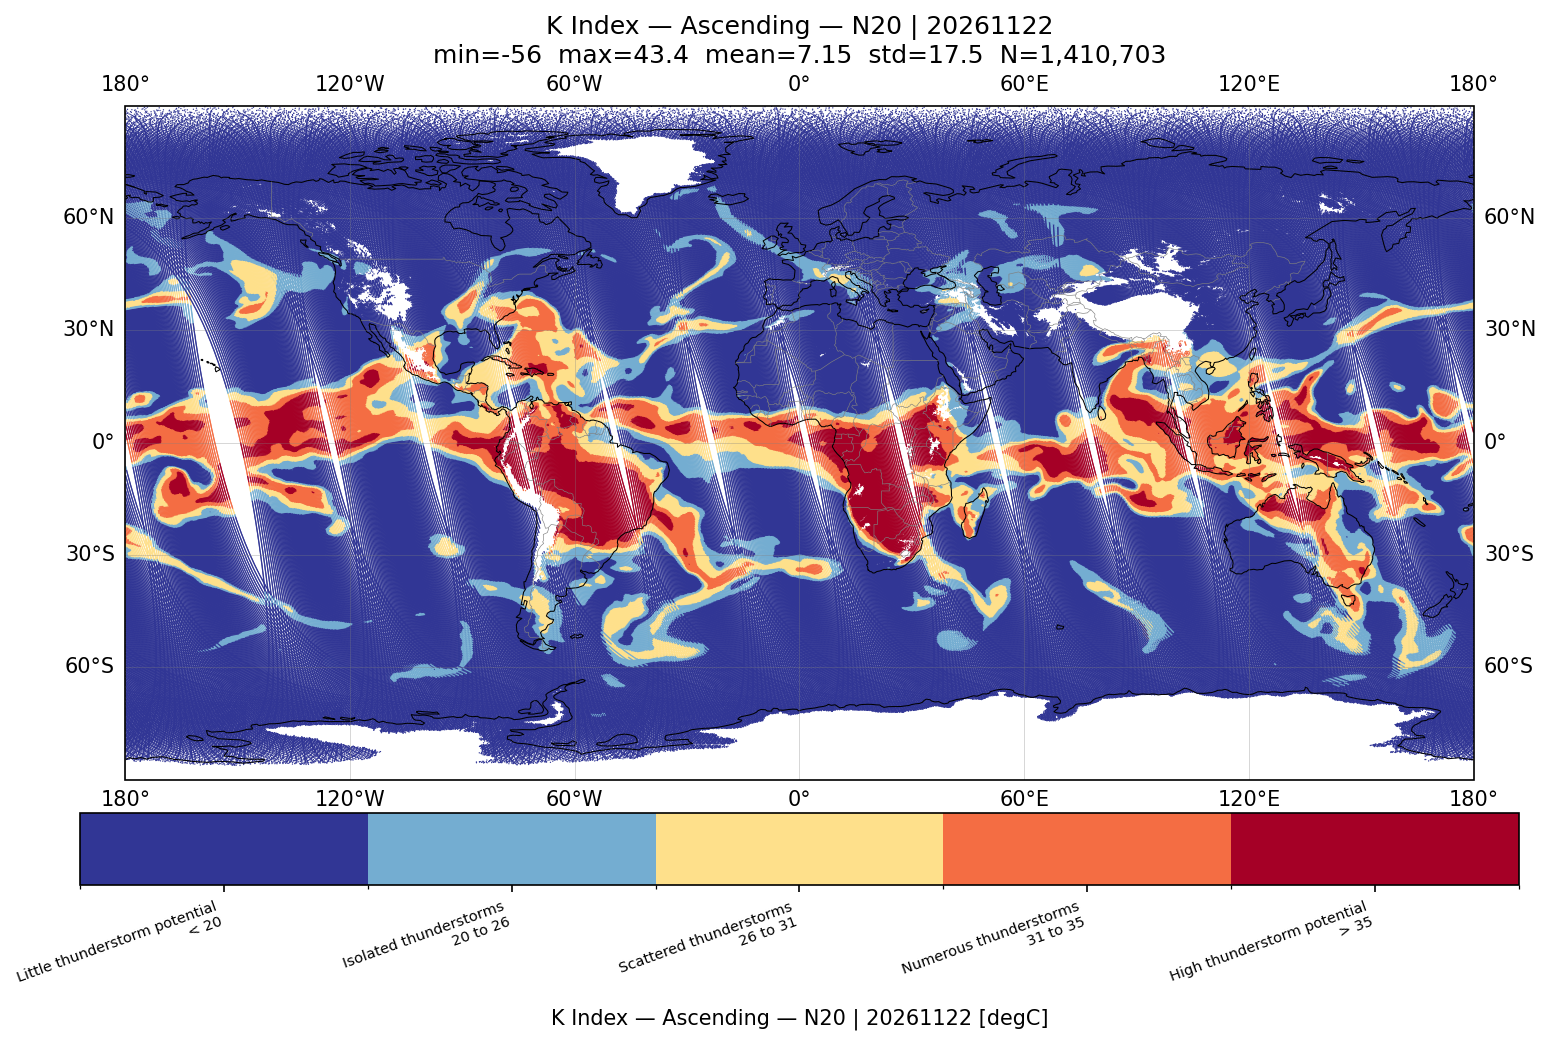 K Index — Ascending — N20 | 20261122
min=-56  max=43.4  mean=7.15  std=17.5  N=1,410,703
180° 120°W 60°W 0° 60°E 120°E 180°
60°N 60°N
30°N 30°N
0° 0°
30°S 30°S
60°S 60°S
180° 120°W 60°W 0° 60°E 120°E 180°
Little thunderstorm potential
< 20
Isolated thunderstorms
20 to 26
Scattered thunderstorms
26 to 31
Numerous thunderstorms
31 to 35
High thunderstorm potential
> 35
K Index — Ascending — N20 | 20261122 [degC]